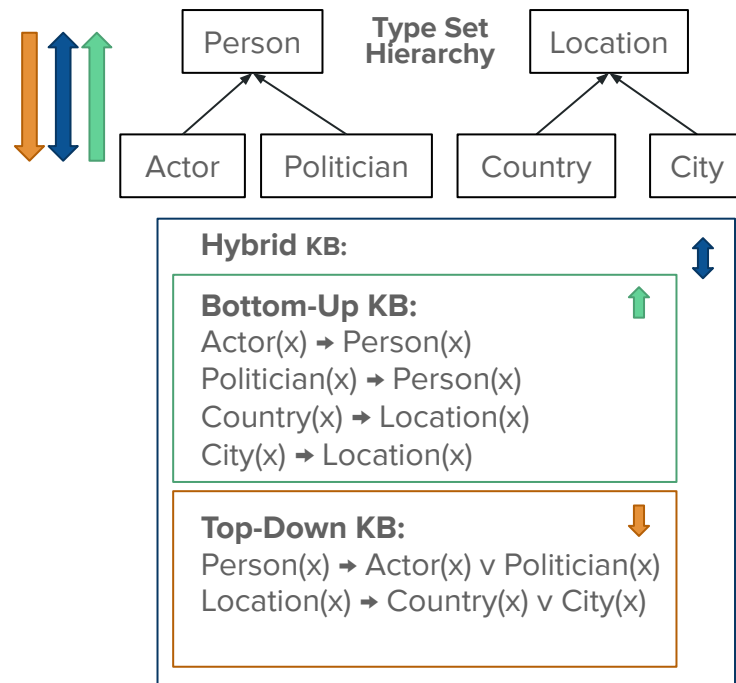 Person
Type Set
Hierarchy
Location
Actor
Politician
Country
City
Hybrid KB:
Bottom-Up KB:
Actor(x) → Person(x)
Politician(x) → Person(x)
Country(x) → Location(x)
City(x) → Location(x)
Top-Down KB:
Person(x) → Actor(x) v Politician(x)
Location(x) → Country(x) v City(x)